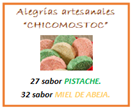 Alegrías artesanales
"CHICOMOSTOC"
27 sabor PISTACHE.
32 sabor MIEL DE ABEJA.